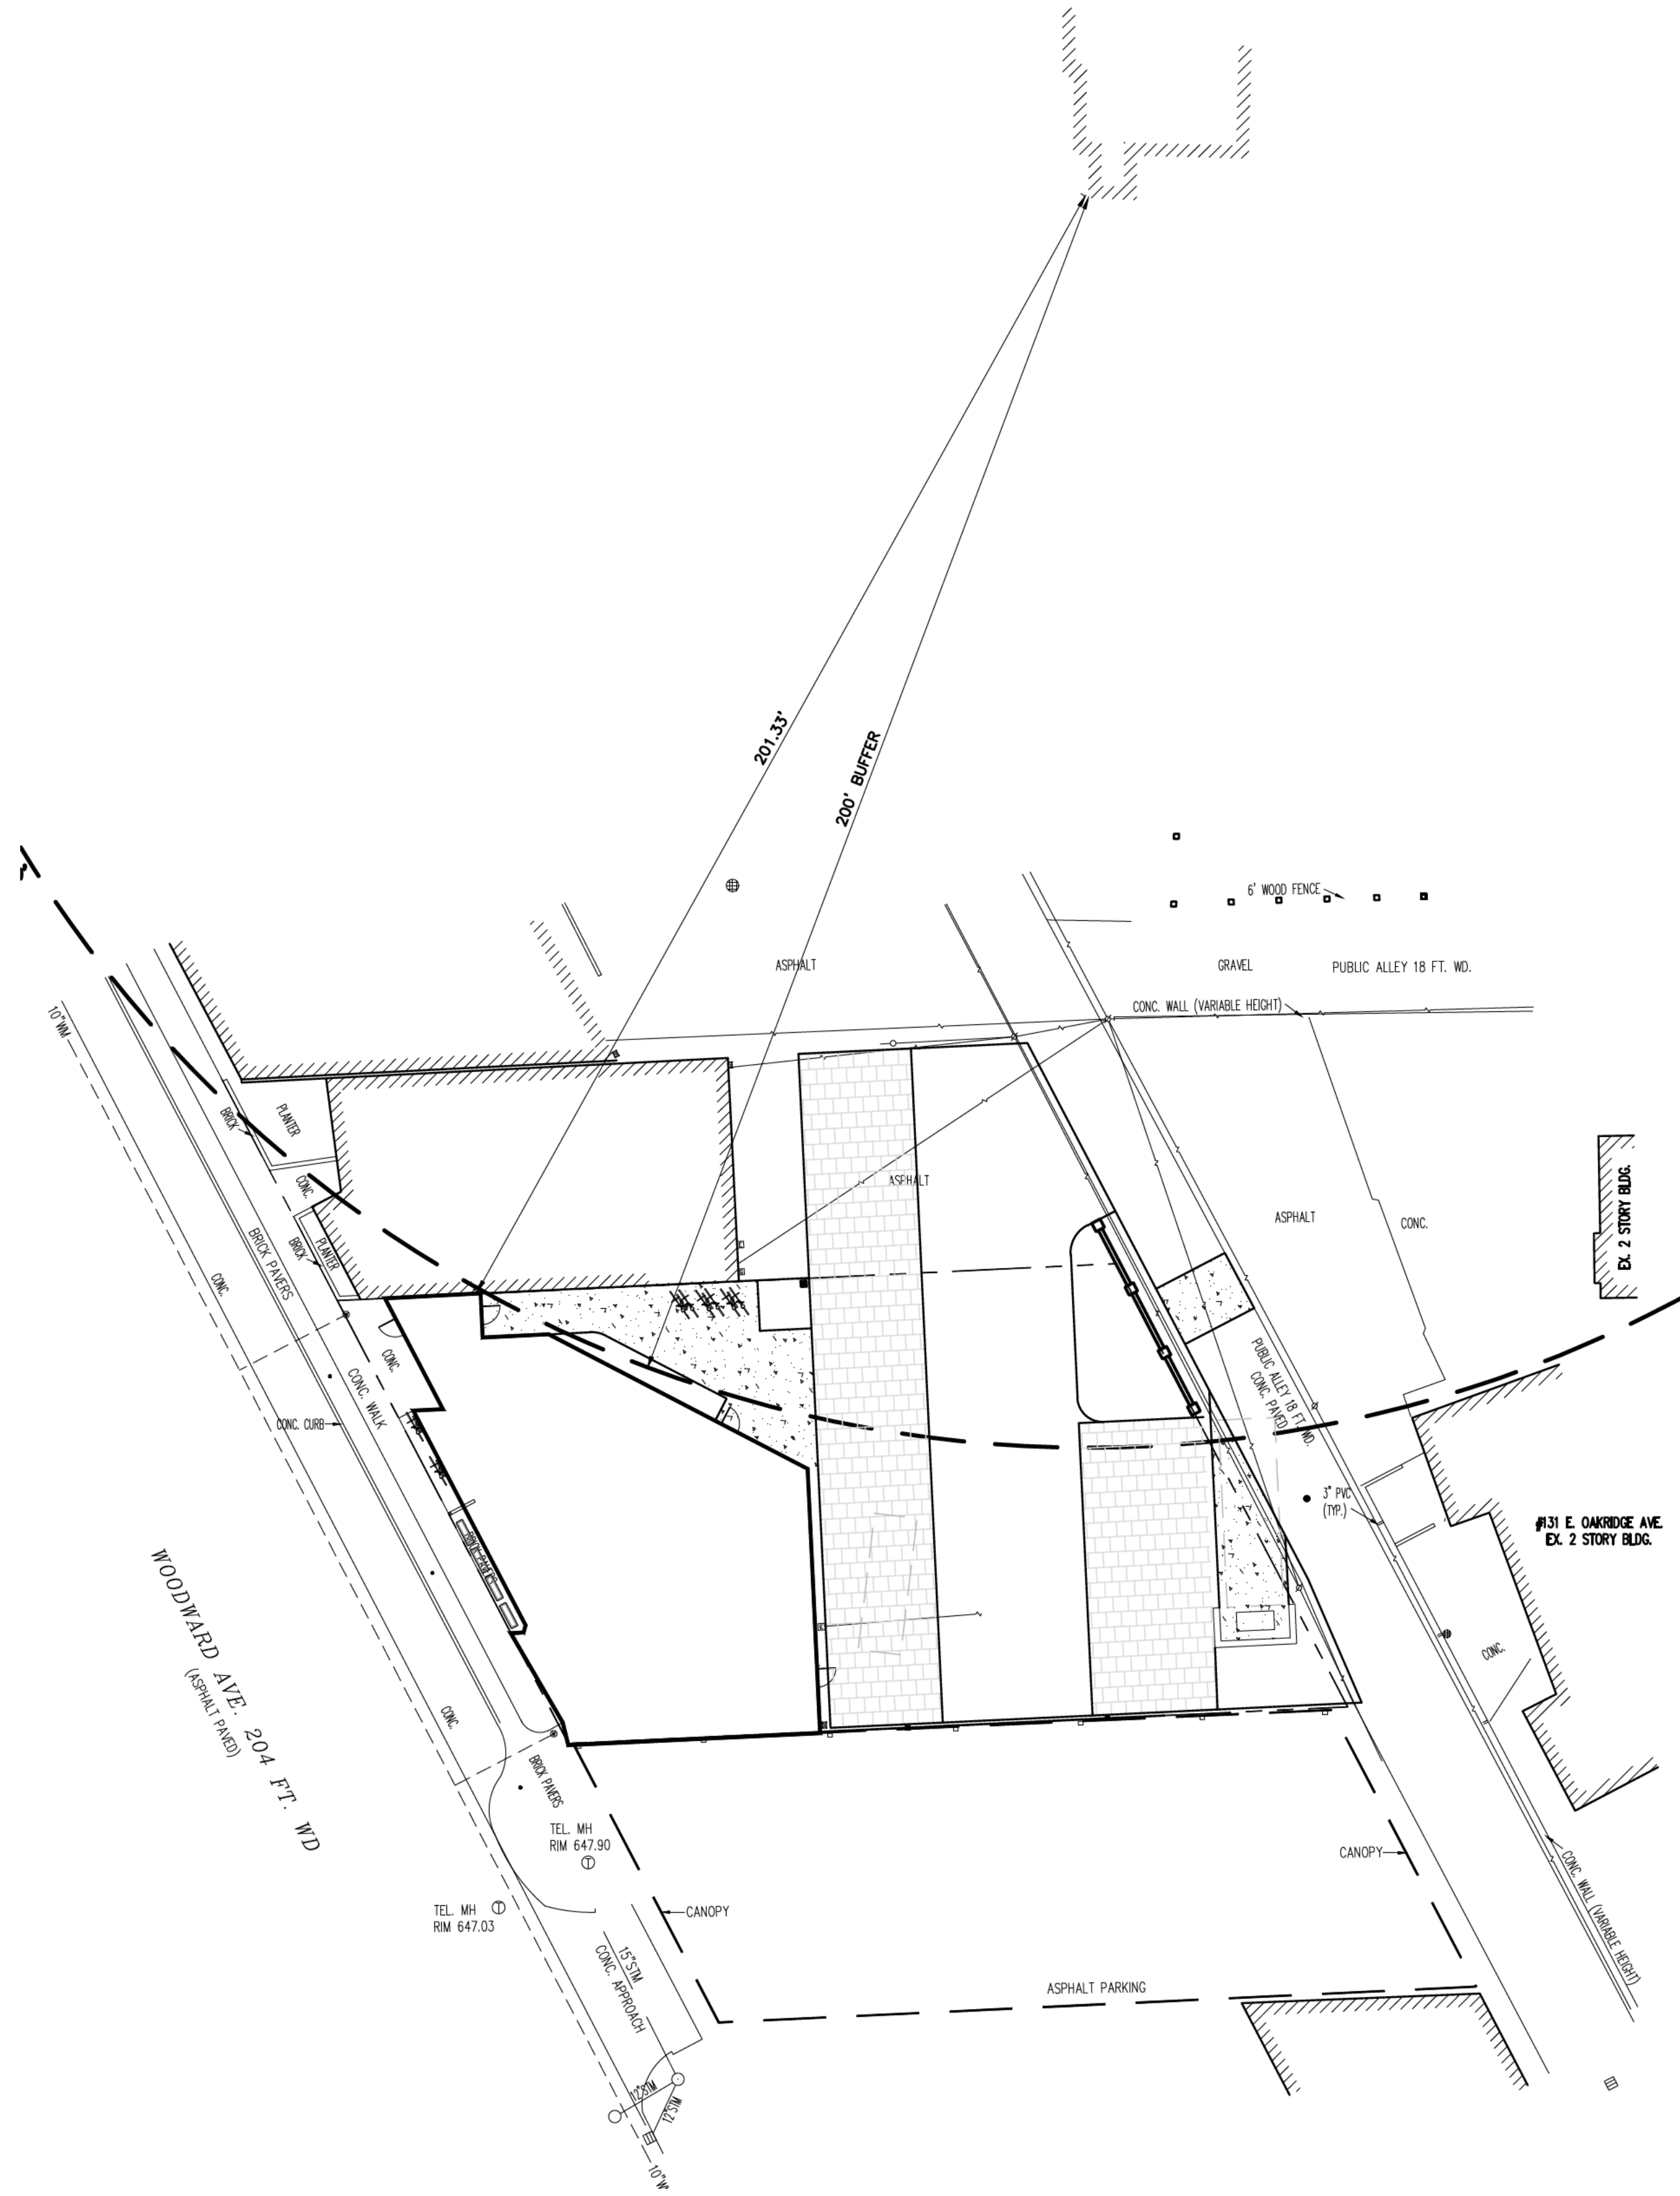 201.33'
200' BUFFER
6' WOOD FENCE
ASPHALT
GRAVEL
PUBLIC ALLEY 18 FT. WD.
CONC. WALL (VARIABLE HEIGHT)
10"WM
BRICK
PLANTER
CONC.
BRICK PAVERS
BRICK
PLANTER
CONC.
ASPHALT
ASPHALT
CONC.
EX. 2 STORY BLDG.
CONC.
CONC. WALK
CONC. CURB
PUBLIC ALLEY 18 FT. WD.
CONC. PAVED
3" PVC
(TYP.)
#131 E. OAKRIDGE AVE.
EX. 2 STORY BLDG.
BRICK PAVERS
WOODWARD AVE. 204 FT. WD
(ASPHALT PAVED)
CONC.
CONC.
BRICK PAVERS
TEL. MH
RIM 647.90
TEL. MH
RIM 647.03
CANOPY
CANOPY
CONC. WALL (VARIABLE HEIGHT)
15"STM
CONC. APPROACH
ASPHALT PARKING
12"STM
12"STM
10"W